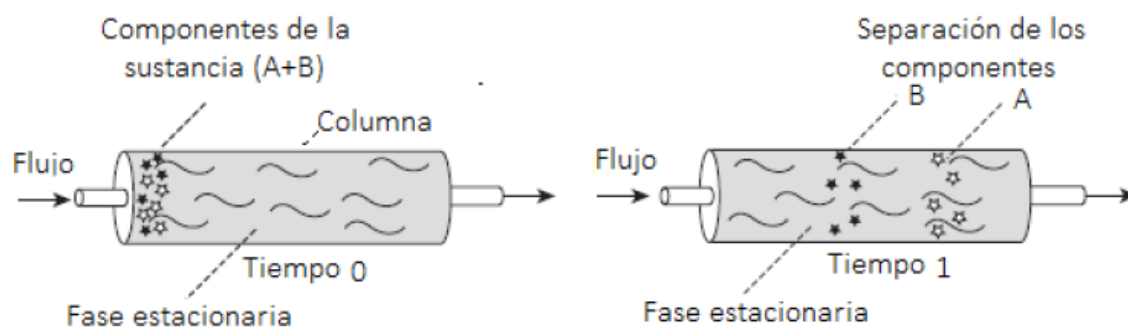 Componentes de la
sustancia (A+B)
Columna
Flujo
Tiempo 0
Fase estacionaria
Separación de los
componentes
B
A
Flujo
Tiempo 1
Fase estacionaria